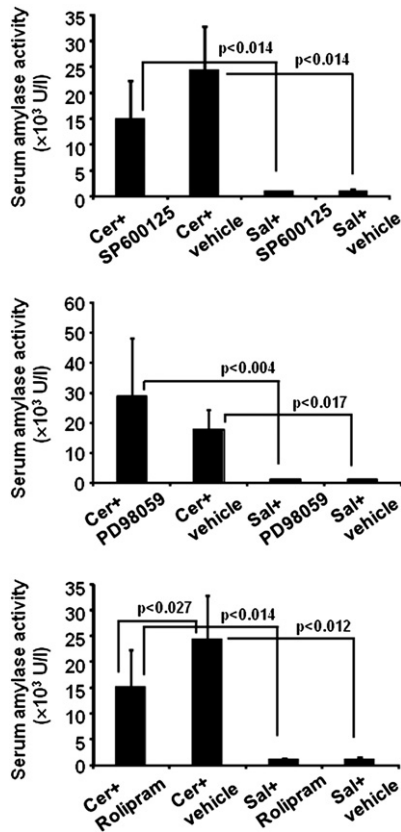 Serum amylase activity
(×10³ U/l)
35
30
25
20
15
10
5
0
p<0.014
p<0.014
Cer+
SP600125
Cer+
vehicle
Sal+
SP600125
Sal+
vehicle
Serum amylase activity
(×10³ U/l)
60
50
40
30
20
10
0
p<0.004
p<0.017
Cer+
PD98059
Cer+
vehicle
Sal+
PD98059
Sal+
vehicle
Serum amylase activity
(×10³ U/l)
35
30
25
20
15
10
5
0
p<0.027
p<0.014
p<0.012
Cer+
Rolipram
Cer+
vehicle
Sal+
Rolipram
Sal+
vehicle